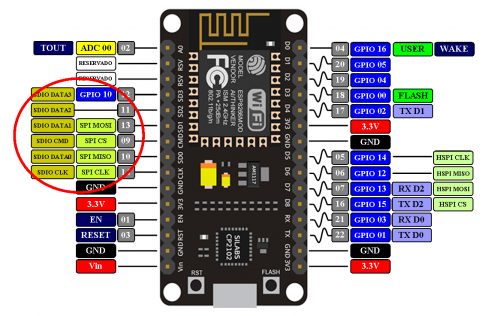 TOUT ADC 00 02 A0 D0 04 GPIO 16 USER WAKE
RESERVADO RSV D1 20 GPIO 05
RESERVADO RSV D2 19 GPIO 04
SDIO DATA3 GPIO 10 12 SD3 D3 18 GPIO 00 FLASH
SDIO DATA2 11 SD2 D4 17 GPIO 02 TX D1
SDIO DATA1 SPI MOSI 13 SD1 3V3 3.3V
SDIO CMD SPI CS 09 CMD GND GND
SDIO DATA0 SPI MISO 10 SD0 D5 05 GPIO 14 HSPI CLK
SDIO CLK SPI CLK CLK D6 06 GPIO 12 HSPI MISO
GND GND D7 07 GPIO 13 RX D2 HSPI MOSI
3.3V 3V3 D8 16 GPIO 15 TX D2 HSPI CS
EN 01 EN RX 21 GPIO 03 RX D0
RESET 03 RST TX 22 GPIO 01 TX D0
GND GND GND GND
Vin Vin 3V3 3.3V
MODEL
VENDOR
ESP8266MOD
AI-THINKER
ISM 2.4GHz
PA +25dBm
802.11b/g/n
FC
Wi Fi
AM1117
SILABS
CP2102
RST FLASH